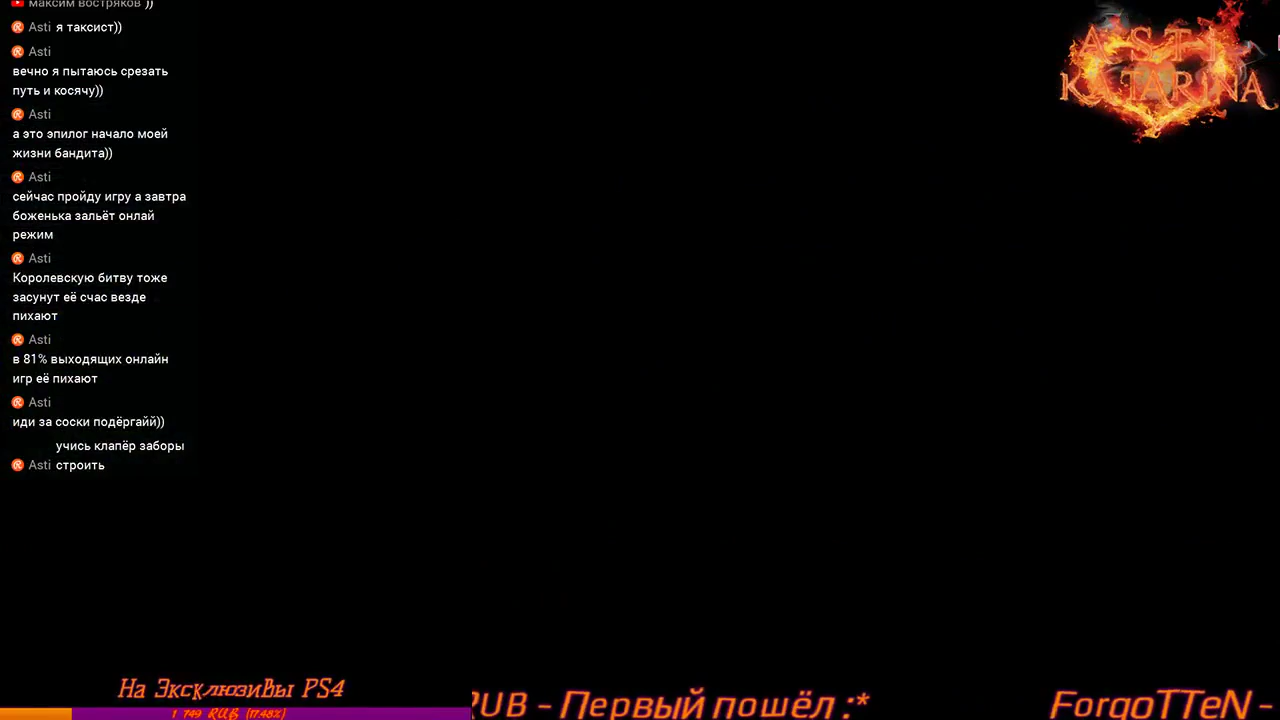 максим востряков ))
Asti я таксист))
Asti
вечно я пытаюсь срезать
путь и косячу))
Asti
а это эпилог начало моей
жизни бандита))
Asti
сейчас пройду игру а завтра
боженька зальёт онлай
режим
Asti
Королевскую битву тоже
засунут её счас везде
пихают
Asti
в 81% выходящих онлайн
игр её пихают
Asti
иди за соски подёргайй))
учись клапёр заборы
Asti строить
ASTI
KATARINA
На Эксклюзивы PS4
1 749 RUB (17.48%)
RUB - Первый пошёл :*
ForgoTTeN -